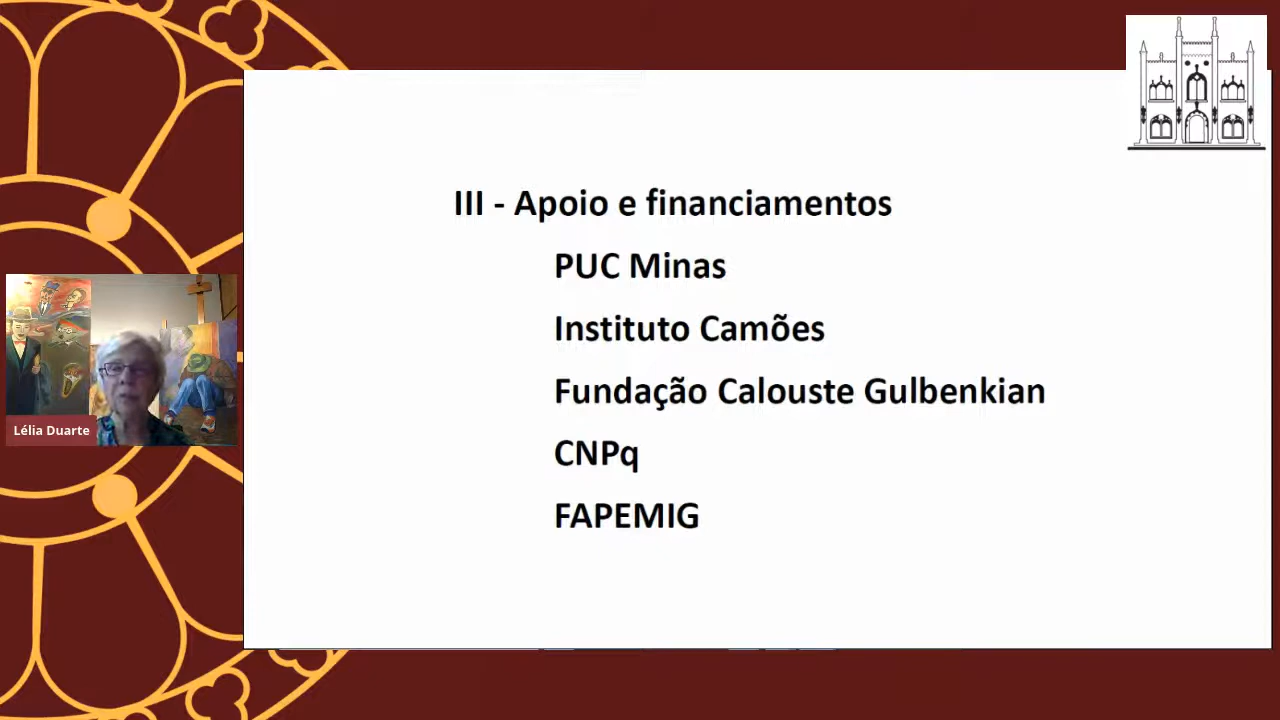 III - Apoio e financiamentos
PUC Minas
Instituto Camões
Fundação Calouste Gulbenkian
CNPq
FAPEMIG
Lélia Duarte